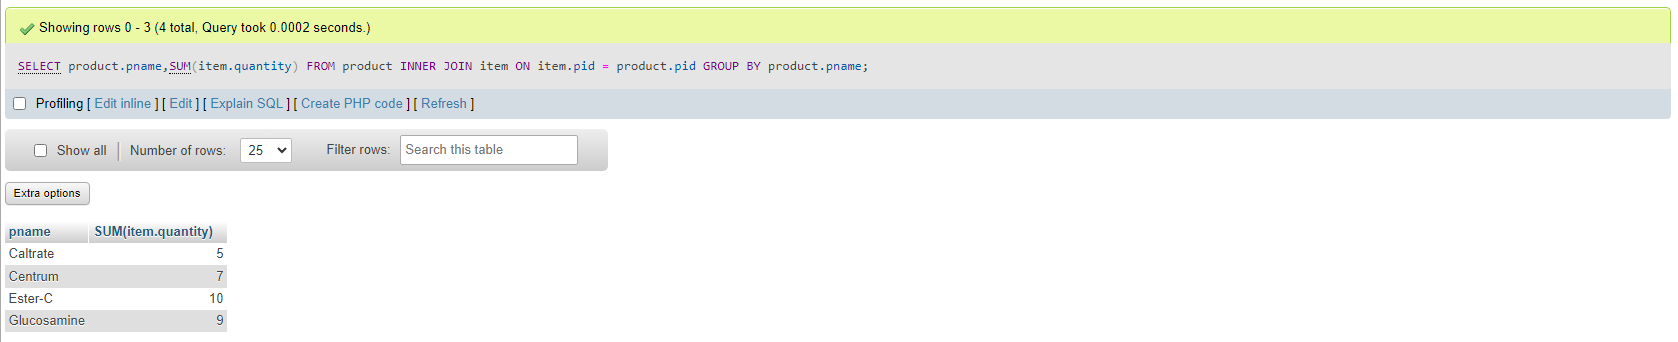 Showing rows 0 - 3 (4 total, Query took 0.0002 seconds.)
SELECT product.pname,SUM(item.quantity) FROM product INNER JOIN item ON item.pid = product.pid GROUP BY product.pname;
Profiling [ Edit inline ] [ Edit ] [ Explain SQL ] [ Create PHP code ] [ Refresh ]
Show all | Number of rows: 25 Filter rows: Search this table
Extra options
pname SUM(item.quantity)
Caltrate 5
Centrum 7
Ester-C 10
Glucosamine 9